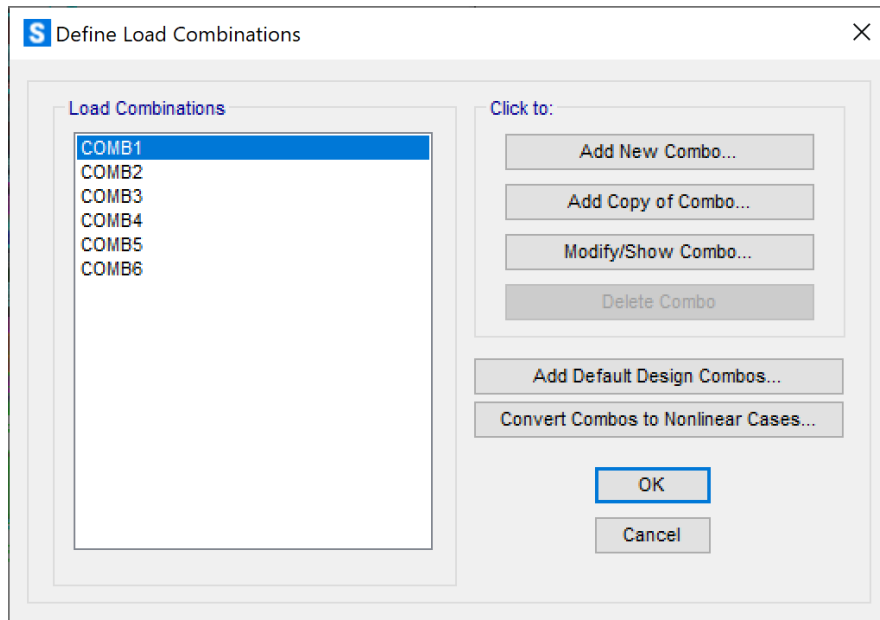 S Define Load Combinations
Load Combinations
COMB1
COMB2
COMB3
COMB4
COMB5
COMB6
Click to:
Add New Combo...
Add Copy of Combo...
Modify/Show Combo...
Delete Combo
Add Default Design Combos...
Convert Combos to Nonlinear Cases...
OK
Cancel